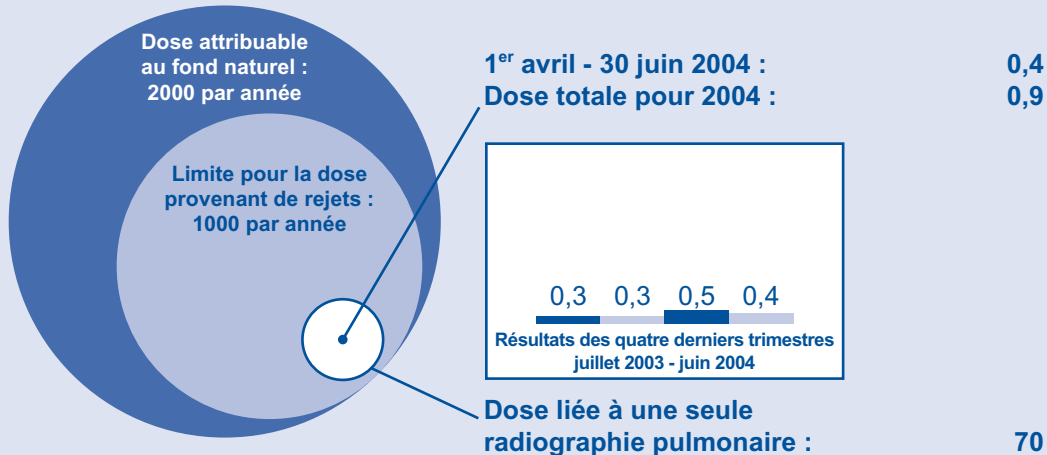 Dose attribuable
au fond naturel :
2000 par année
Limite pour la dose
provenant de rejets :
1000 par année
1er avril - 30 juin 2004 : 0,4
Dose totale pour 2004 : 0,9
0,3 0,3 0,5 0,4
Résultats des quatre derniers trimestres
juillet 2003 - juin 2004
Dose liée à une seule
radiographie pulmonaire : 70